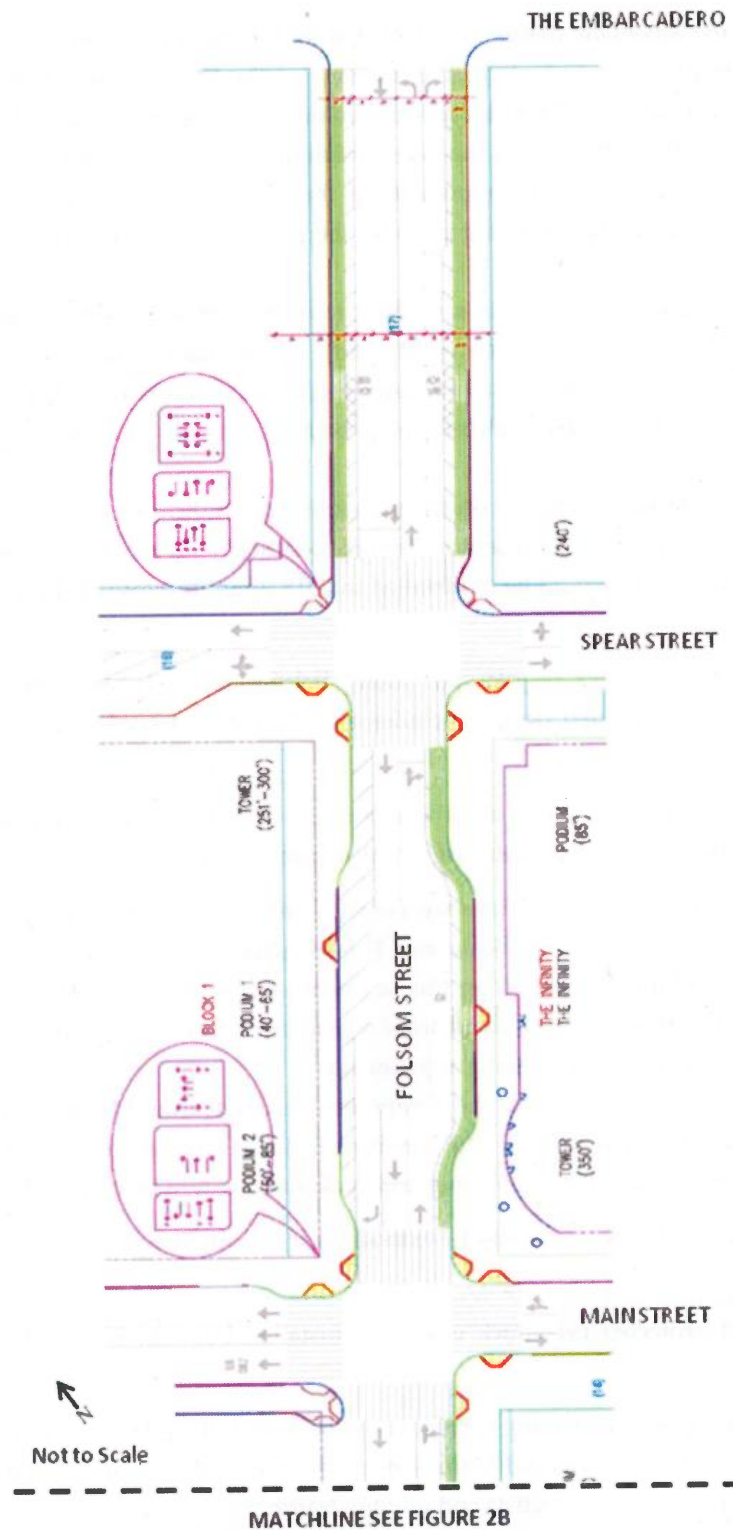 THE EMBARCADERO
(17)
(240')
SPEAR STREET
TOWER
(251'-300')
PODIUM
(85')
FOLSOM STREET
BLOCK 1
PODIUM 1
(40'-65')
THE INFINITY
THE INFINITY
PODIUM 2
(50'-85')
TOWER
(350')
MAIN STREET
N
Not to Scale
MATCHLINE SEE FIGURE 2B